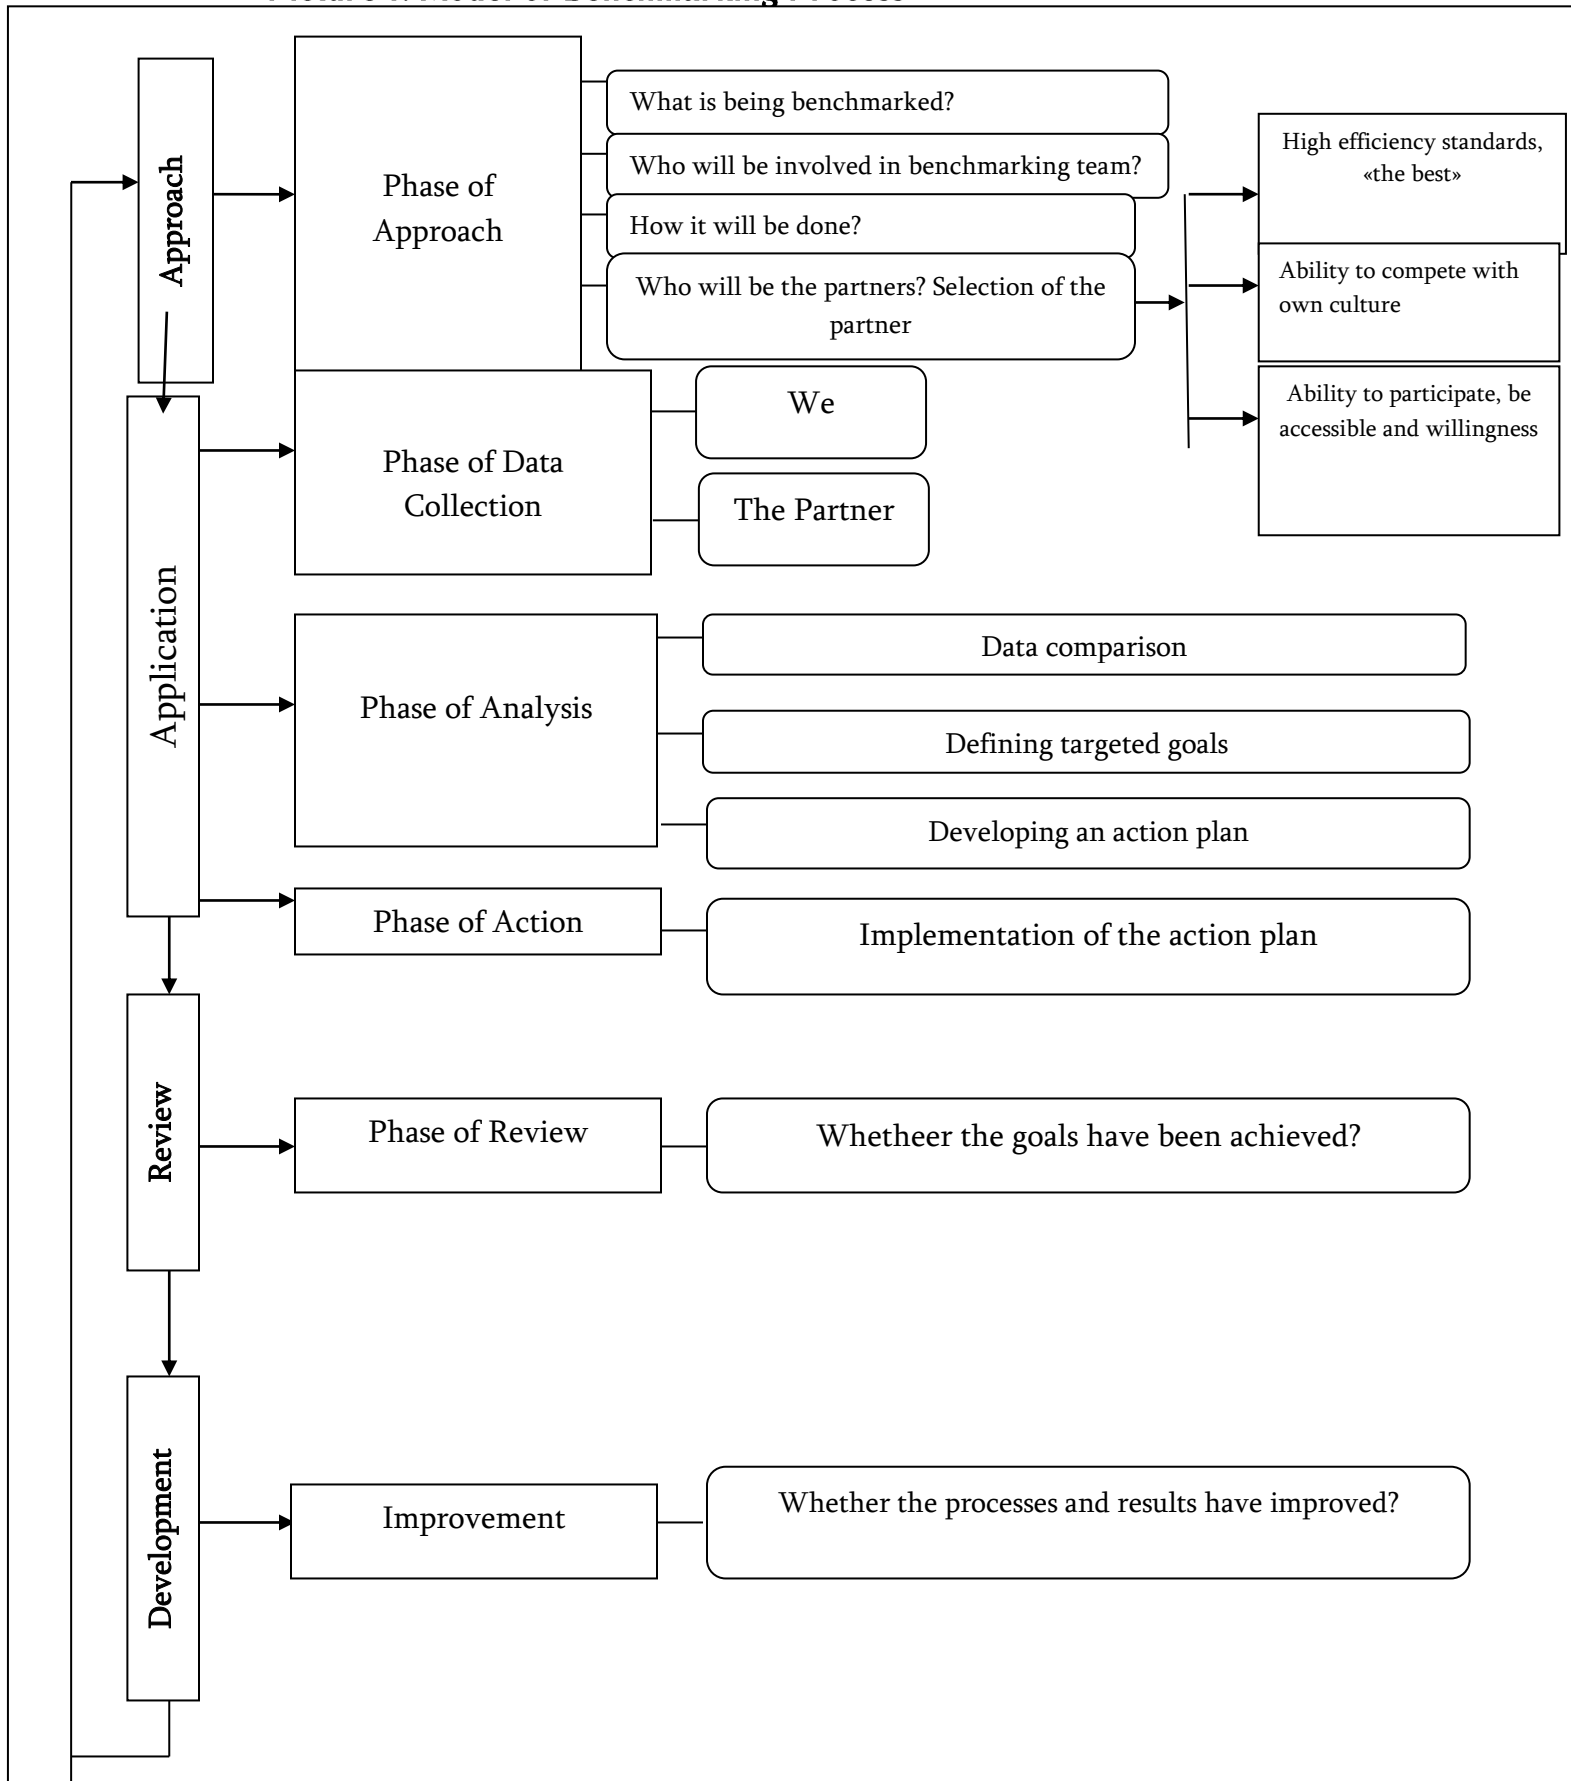 Approach
Phase of
Approach
What is being benchmarked?
Who will be involved in benchmarking team?
How it will be done?
Who will be the partners? Selection of the
partner
High efficiency standards,
«the best»
Ability to compete with
own culture
Ability to participate, be
accessible and willingness
Application
Phase of Data
Collection
We
The Partner
Phase of Analysis
Data comparison
Defining targeted goals
Developing an action plan
Phase of Action
Implementation of the action plan
Review
Phase of Review
Whetheer the goals have been achieved?
Development
Improvement
Whether the processes and results have improved?